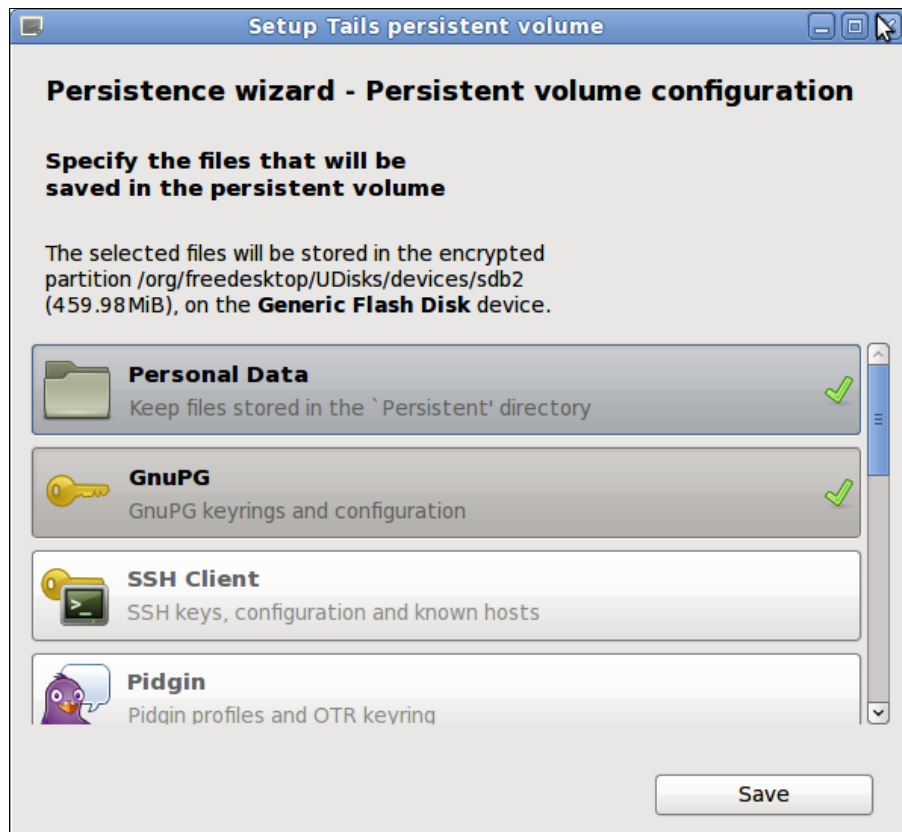 Setup Tails persistent volume
Persistence wizard - Persistent volume configuration
Specify the files that will be
saved in the persistent volume
The selected files will be stored in the encrypted
partition /org/freedesktop/UDisks/devices/sdb2
(459.98MiB), on the Generic Flash Disk device.
Personal Data
Keep files stored in the `Persistent' directory
GnuPG
GnuPG keyrings and configuration
SSH Client
SSH keys, configuration and known hosts
Pidgin
Pidgin profiles and OTR keyring
Save